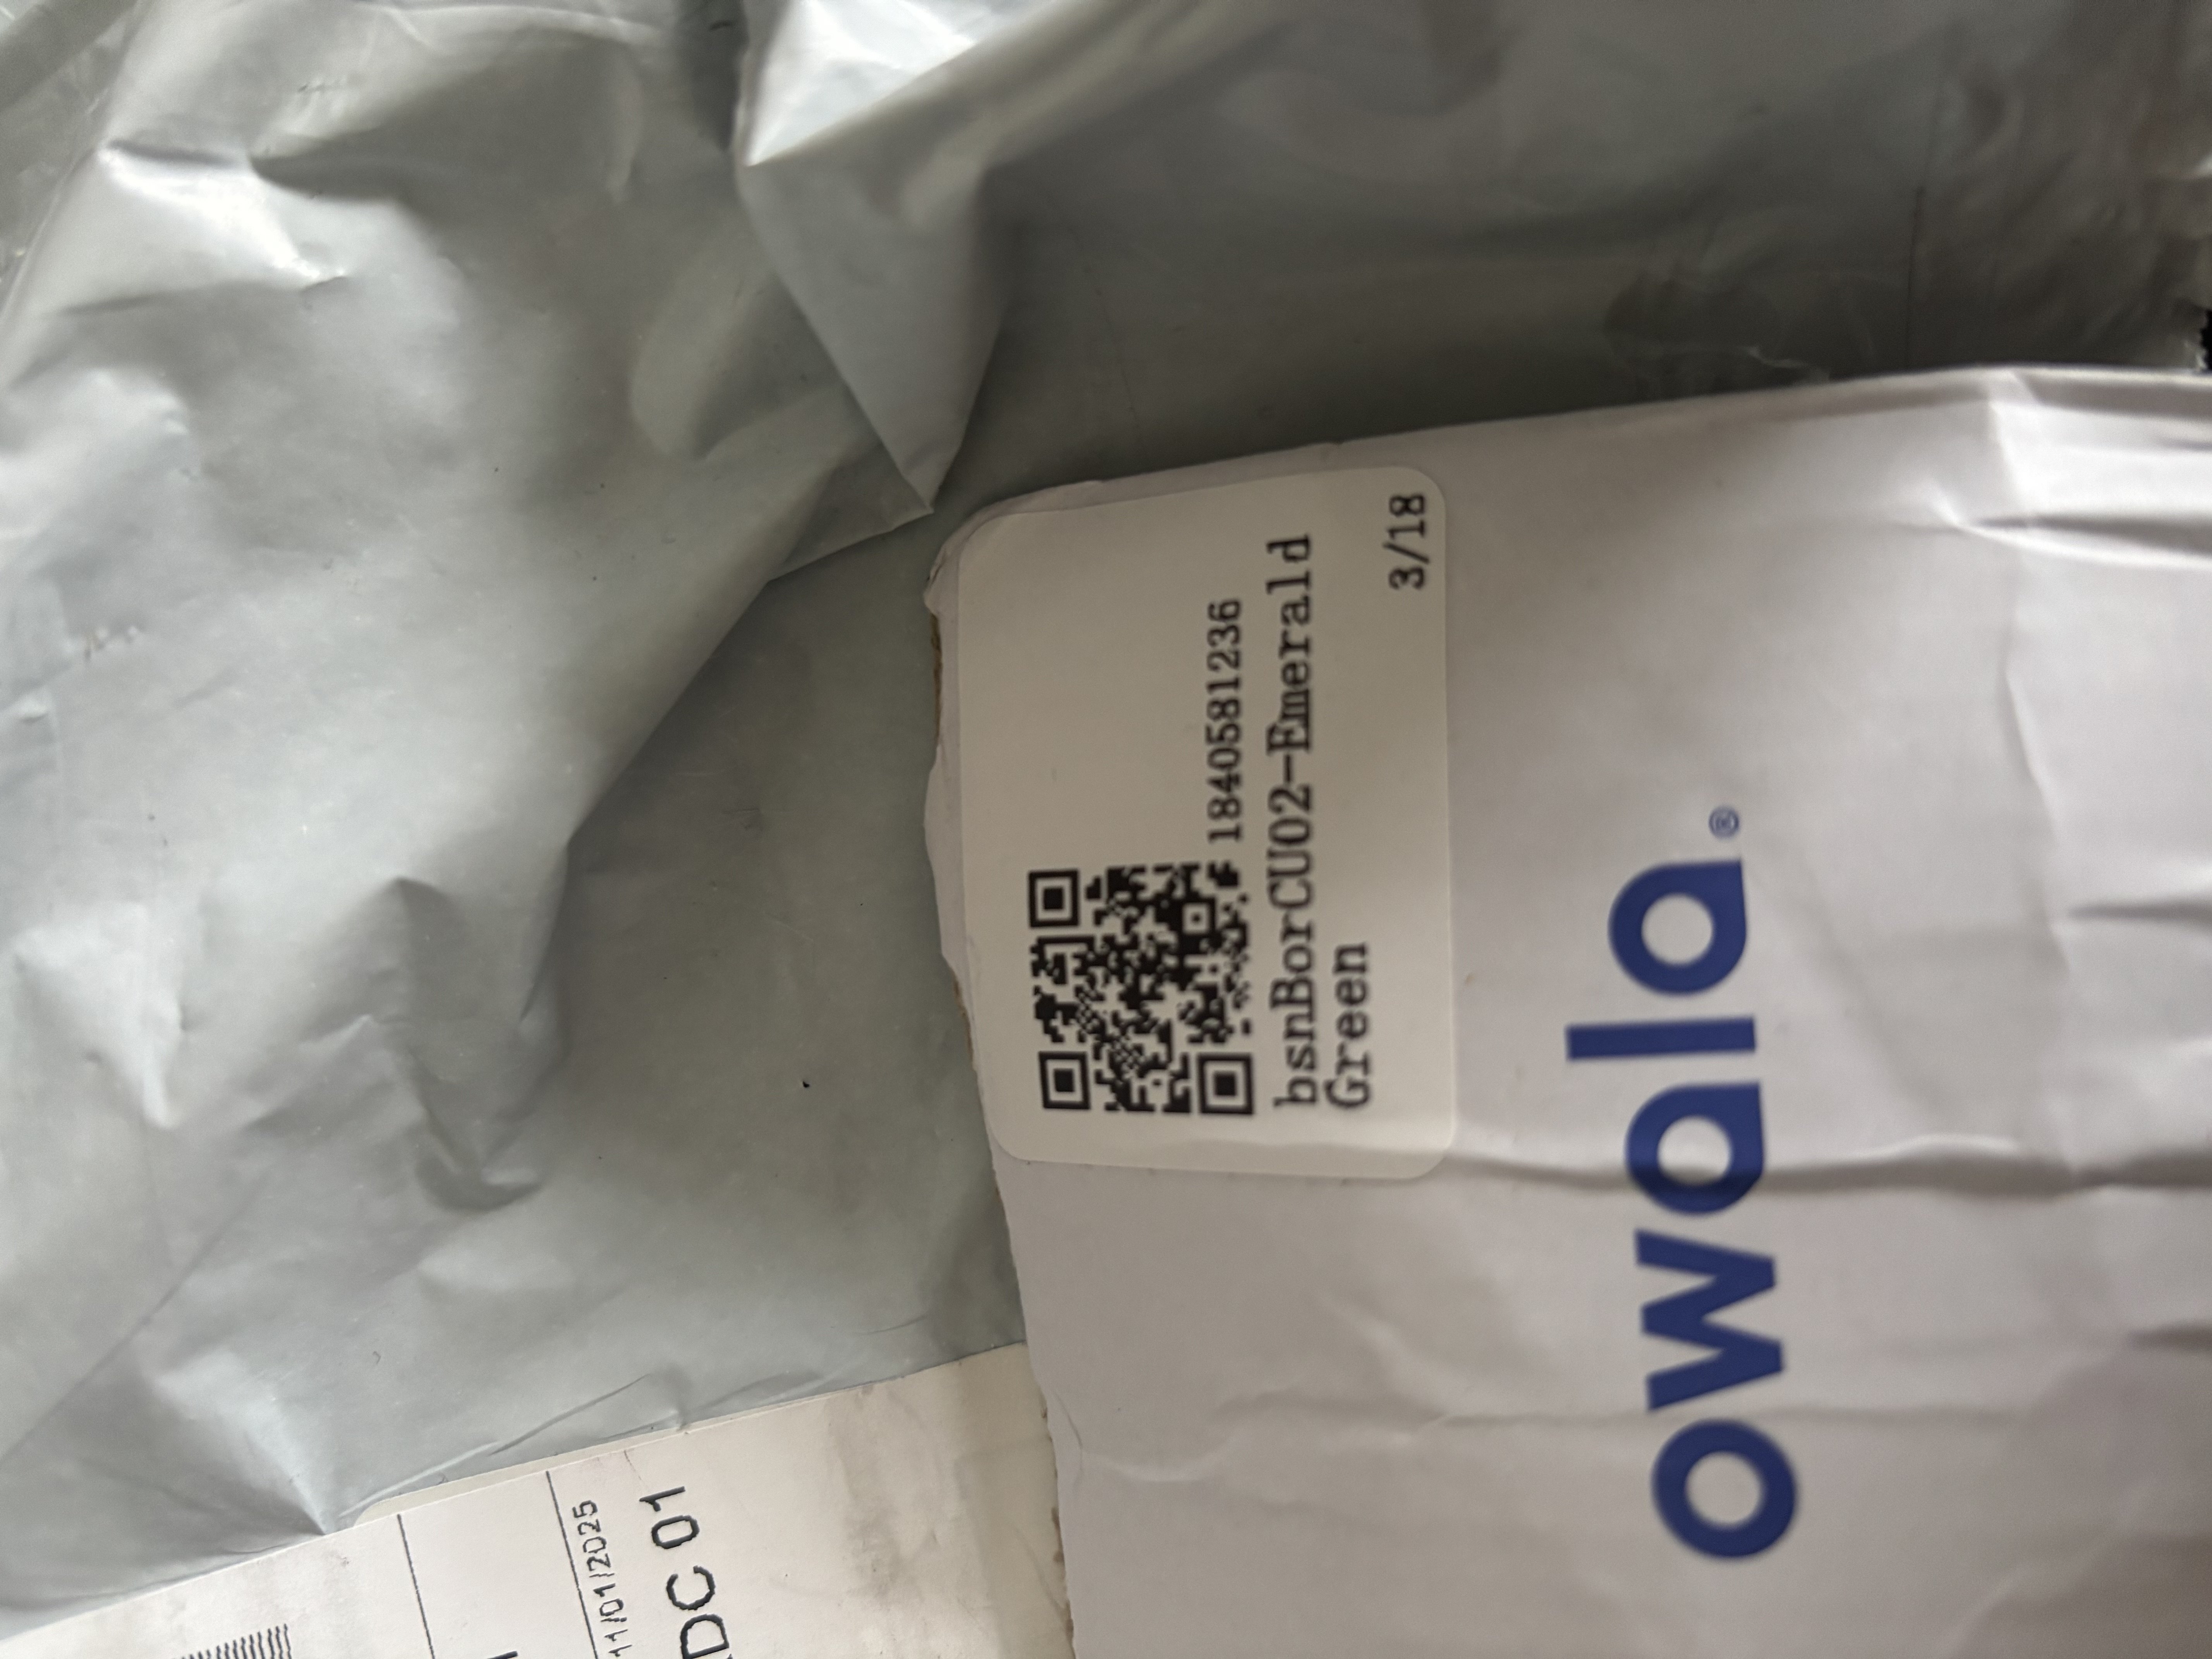 1840581236
bsnBorCU02-Emerald
Green
3/18
owala®
11/01/2025
DC 01